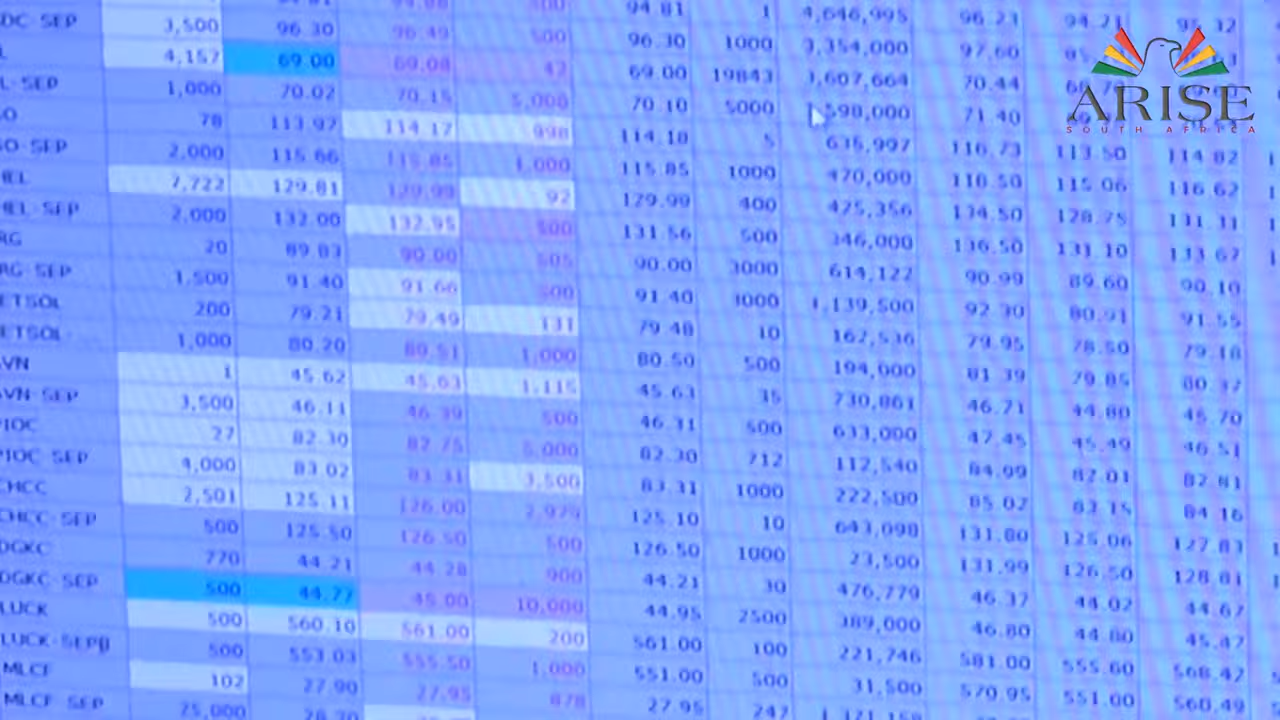 94.81 1 4,646,995 96.23 94.21
DC-SEP 3,500 96.30 96.49 500 96.30 1000 3,354,000 97.60
L 4,157 69.00 69.08 42 69.00 19843 3,607,664 70.44
L-SEP 1,000 70.02 70.15 5,000 70.10 5000 598,000 71.40
O 78 113.97 114.17 998 114.18 5 635,997 116.73 113.50 114.82
O-SEP 2,000 115.66 115.85 1,000 115.85 1000 470,000 118.50 115.06 116.62
HEL 7,722 129.81 129.99 92 129.99 400 425,356 134.50 128.75 131.11
HEL-SEP 2,000 132.00 132.95 500 131.56 500 346,000 136.50 131.10 133.67
RG 20 89.83 90.00 505 90.00 3000 614,122 90.99 89.60 90.10
RG-SEP 1,500 91.40 91.66 500 91.40 1,139,500 92.30 91.55
ETSOL 200 79.21 79.49 131 79.48 10 162,536 79.95 78.50 79.18
ETSOL- 1,000 80.20 80.51 1,000 80.50 500 194,000 81.39 79.85 80.37
VN 1 45.62 45.63 1,115 45.63 35 730,861 46.71 44.80 45.70
VN-SEP 3,500 46.11 46.39 500 46.31 500 633,000 47.45 45.49 46.51
IOC 27 82.30 82.75 5,000 82.30 712 112,540 84.99 82.01 82.81
IOC-SEP 4,000 83.02 83.31 3,500 83.31 1000 222,500 85.02 83.15 84.16
CHCC 2,501 125.11 126.00 2,979 125.10 10 643,098 131.80 125.06 127.83
CHCC-SEP 500 125.50 126.50 500 126.50 1000 23,500 131.99 126.50 128.81
DGKC 770 44.21 44.28 900 44.21 30 476,779 46.37 44.02 44.67
DGKC-SEP 500 44.77 45.00 10,000 44.95 2500 389,000 46.80 44.80 45.47
LUCK 500 560.10 561.00 200 561.00 100 221,746 581.00 555.60 568.42
LUCK-SEPB 500 553.03 555.50 1,000 551.00 500 31,500 570.95 551.00 560.49
MLCF 102 27.90 27.95 878 27.95 247
MLCF-SEP 25,000
ARISE
SOUTH AFRICA